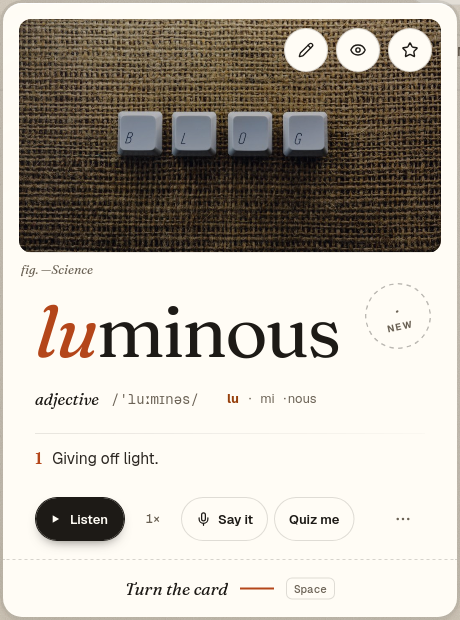 B L O G
fig. —Science
luminous
NEW
adjective /ˈluːmɪnəs/ lu · mi · nous
1 Giving off light.
Listen 1× Say it Quiz me ...
Turn the card Space